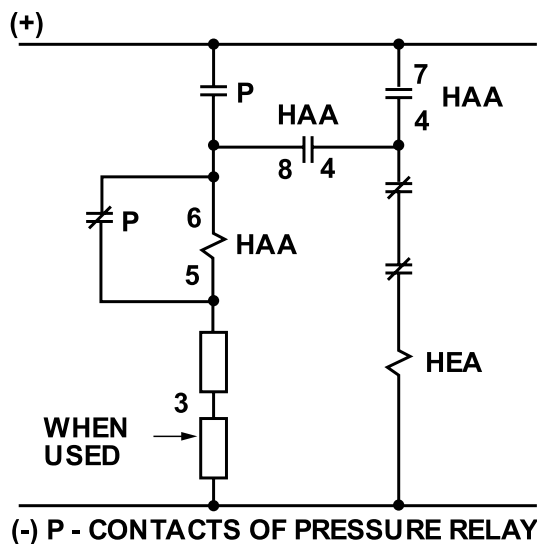 (+)
P
7
HAA
4
HAA
8 4
P
6
HAA
5
HEA
3
WHEN
USED
(-) P - CONTACTS OF PRESSURE RELAY